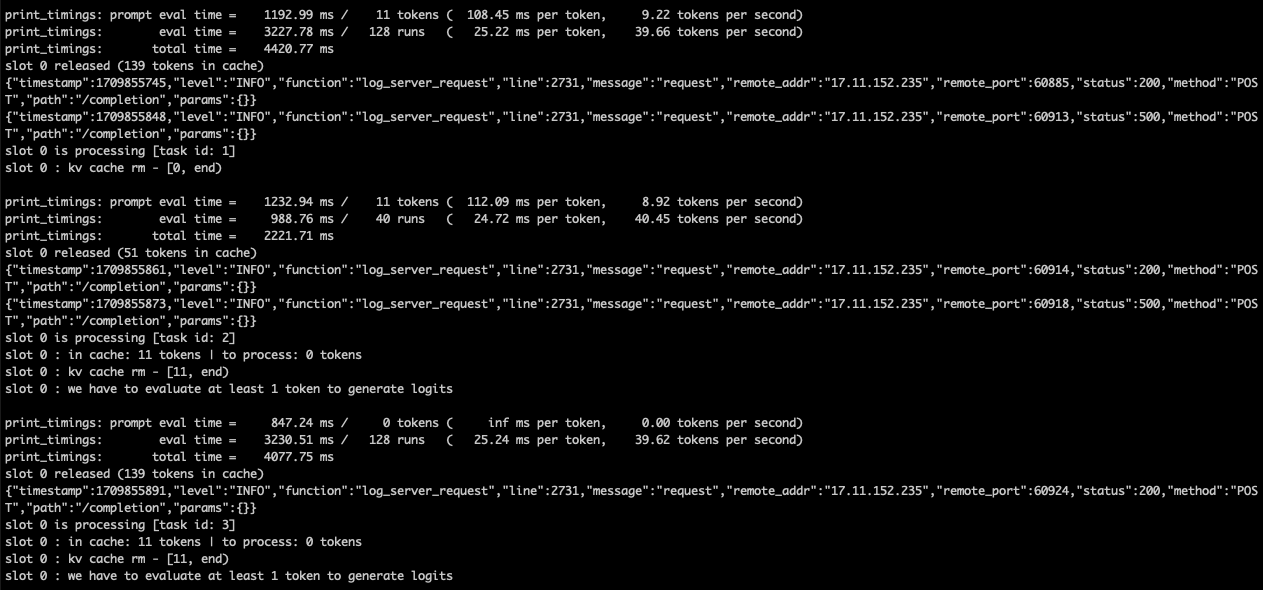 print_timings: prompt eval time =    1192.99 ms /    11 tokens (  108.45 ms per token,     9.22 tokens per second)
print_timings:        eval time =    3227.78 ms /   128 runs   (   25.22 ms per token,    39.66 tokens per second)
print_timings:       total time =    4420.77 ms
slot 0 released (139 tokens in cache)
{"timestamp":1709855745,"level":"INFO","function":"log_server_request","line":2731,"message":"request","remote_addr":"17.11.152.235","remote_port":60885,"status":200,"method":"POS
T","path":"/completion","params":{}}
{"timestamp":1709855848,"level":"INFO","function":"log_server_request","line":2731,"message":"request","remote_addr":"17.11.152.235","remote_port":60913,"status":500,"method":"POS
T","path":"/completion","params":{}}
slot 0 is processing [task id: 1]
slot 0 : kv cache rm - [0, end)

print_timings: prompt eval time =    1232.94 ms /    11 tokens (  112.09 ms per token,     8.92 tokens per second)
print_timings:        eval time =     988.76 ms /    40 runs   (   24.72 ms per token,    40.45 tokens per second)
print_timings:       total time =    2221.71 ms
slot 0 released (51 tokens in cache)
{"timestamp":1709855861,"level":"INFO","function":"log_server_request","line":2731,"message":"request","remote_addr":"17.11.152.235","remote_port":60914,"status":200,"method":"POS
T","path":"/completion","params":{}}
{"timestamp":1709855873,"level":"INFO","function":"log_server_request","line":2731,"message":"request","remote_addr":"17.11.152.235","remote_port":60918,"status":500,"method":"POS
T","path":"/completion","params":{}}
slot 0 is processing [task id: 2]
slot 0 : in cache: 11 tokens | to process: 0 tokens
slot 0 : kv cache rm - [11, end)
slot 0 : we have to evaluate at least 1 token to generate logits

print_timings: prompt eval time =     847.24 ms /     0 tokens (     inf ms per token,     0.00 tokens per second)
print_timings:        eval time =    3230.51 ms /   128 runs   (   25.24 ms per token,    39.62 tokens per second)
print_timings:       total time =    4077.75 ms
slot 0 released (139 tokens in cache)
{"timestamp":1709855891,"level":"INFO","function":"log_server_request","line":2731,"message":"request","remote_addr":"17.11.152.235","remote_port":60924,"status":200,"method":"POS
T","path":"/completion","params":{}}
slot 0 is processing [task id: 3]
slot 0 : in cache: 11 tokens | to process: 0 tokens
slot 0 : kv cache rm - [11, end)
slot 0 : we have to evaluate at least 1 token to generate logits